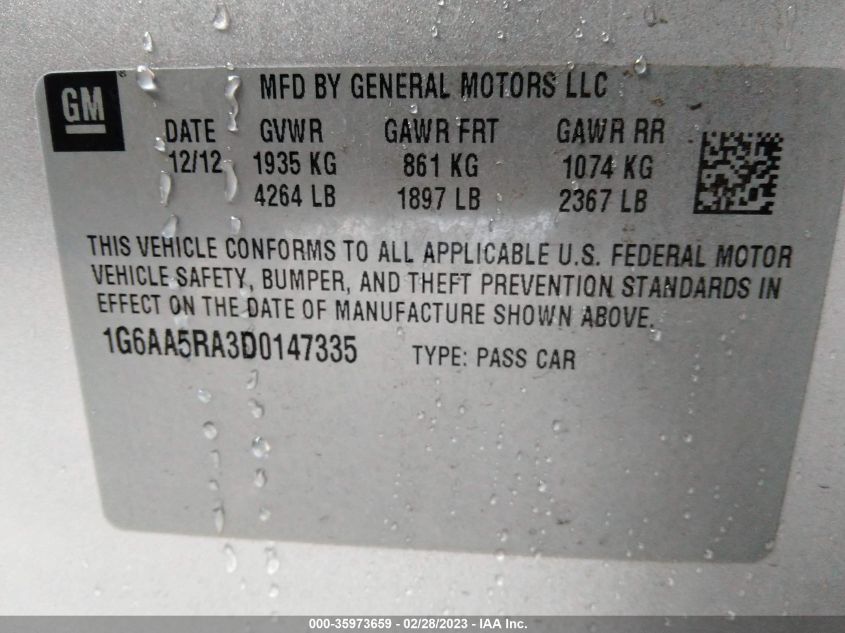 GM
MFD BY GENERAL MOTORS LLC
DATE GVWR GAWR FRT GAWR RR
12/12 1935 KG 861 KG 1074 KG
4264 LB 1897 LB 2367 LB
THIS VEHICLE CONFORMS TO ALL APPLICABLE U.S. FEDERAL MOTOR
VEHICLE SAFETY, BUMPER, AND THEFT PREVENTION STANDARDS IN
EFFECT ON THE DATE OF MANUFACTURE SHOWN ABOVE.
1G6AA5RA3D0147335 TYPE: PASS CAR
000-35973659 - 02/28/2023 - IAA Inc.